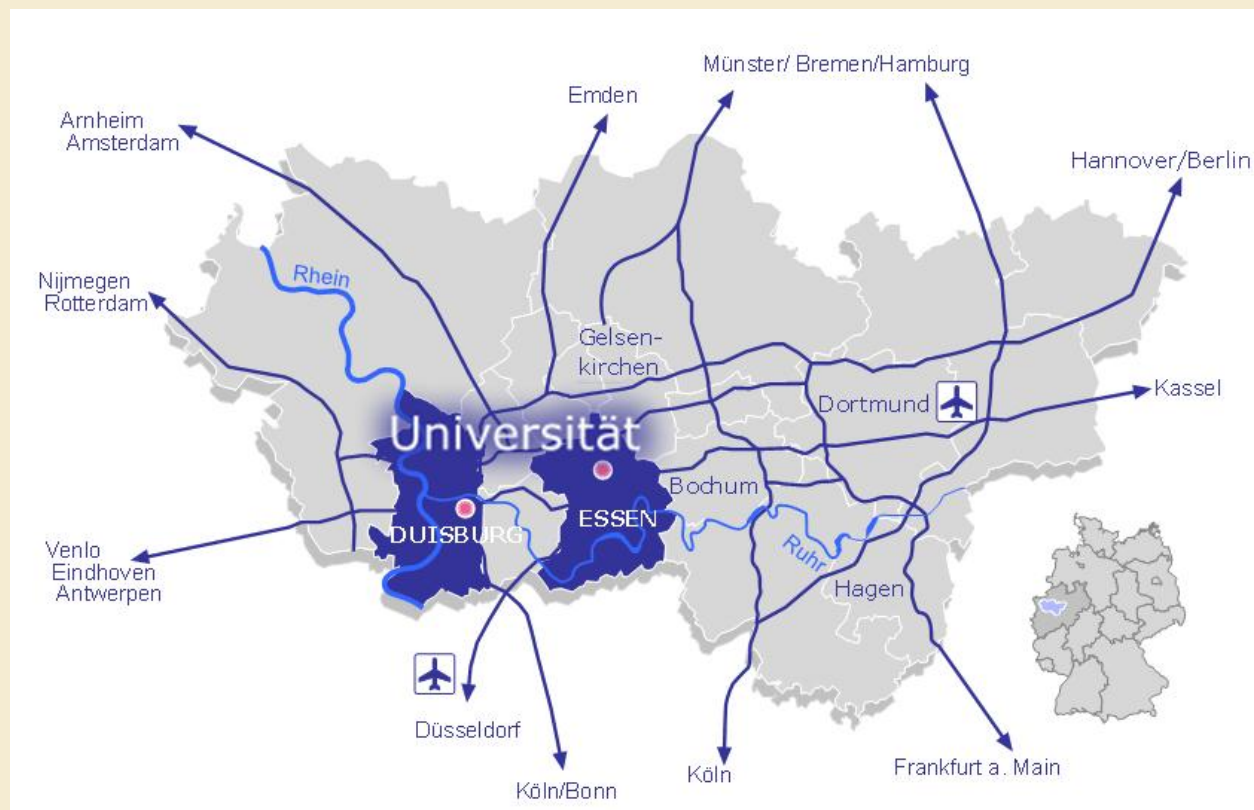 Münster/ Bremen/Hamburg
Emden
Arnheim
Amsterdam
Hannover/Berlin
Rhein
Nijmegen
Rotterdam
Gelsen-
kirchen
Kassel
Dortmund
Universität
Bochum
ESSEN
DUISBURG
Venlo
Eindhoven
Antwerpen
Ruhr
Hagen
Düsseldorf
Köln/Bonn
Köln
Frankfurt a. Main